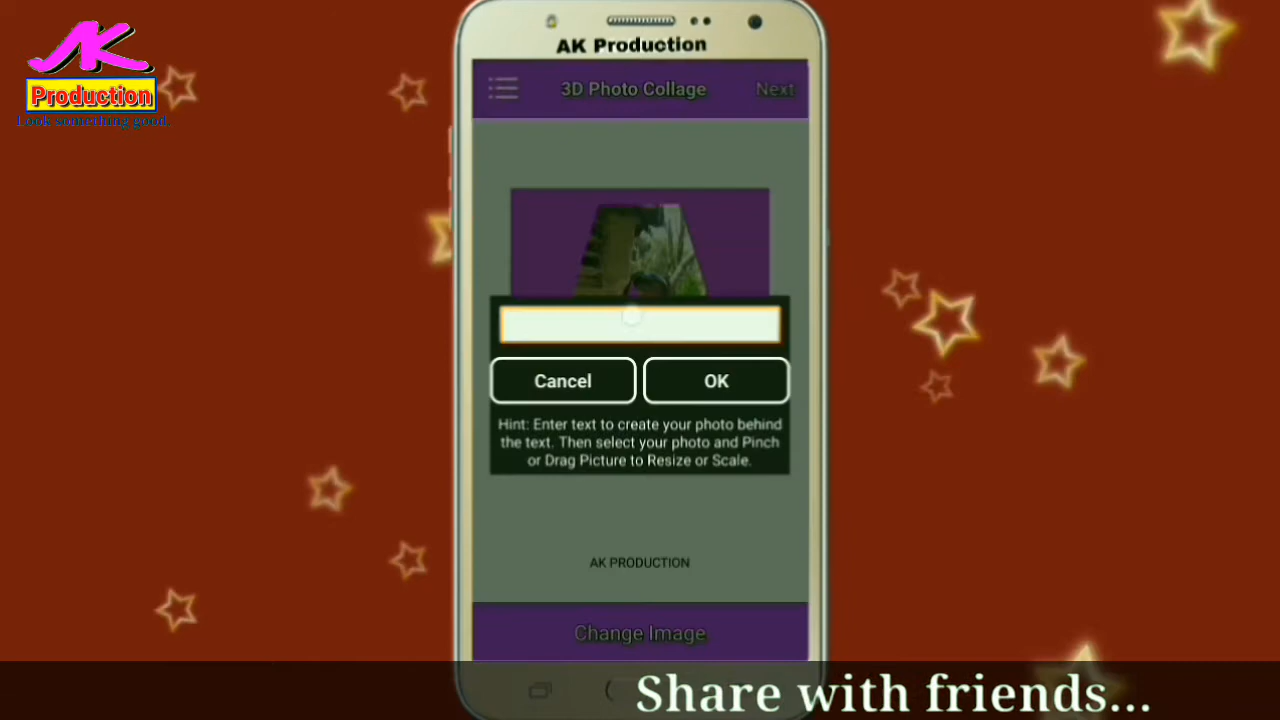 AK
Production
Look something good.
AK Production
3D Photo Collage
Next
Cancel
OK
Hint: Enter text to create your photo behind
the text. Then select your photo and Pinch
or Drag Picture to Resize or Scale.
AK PRODUCTION
Change Image
Share with friends...